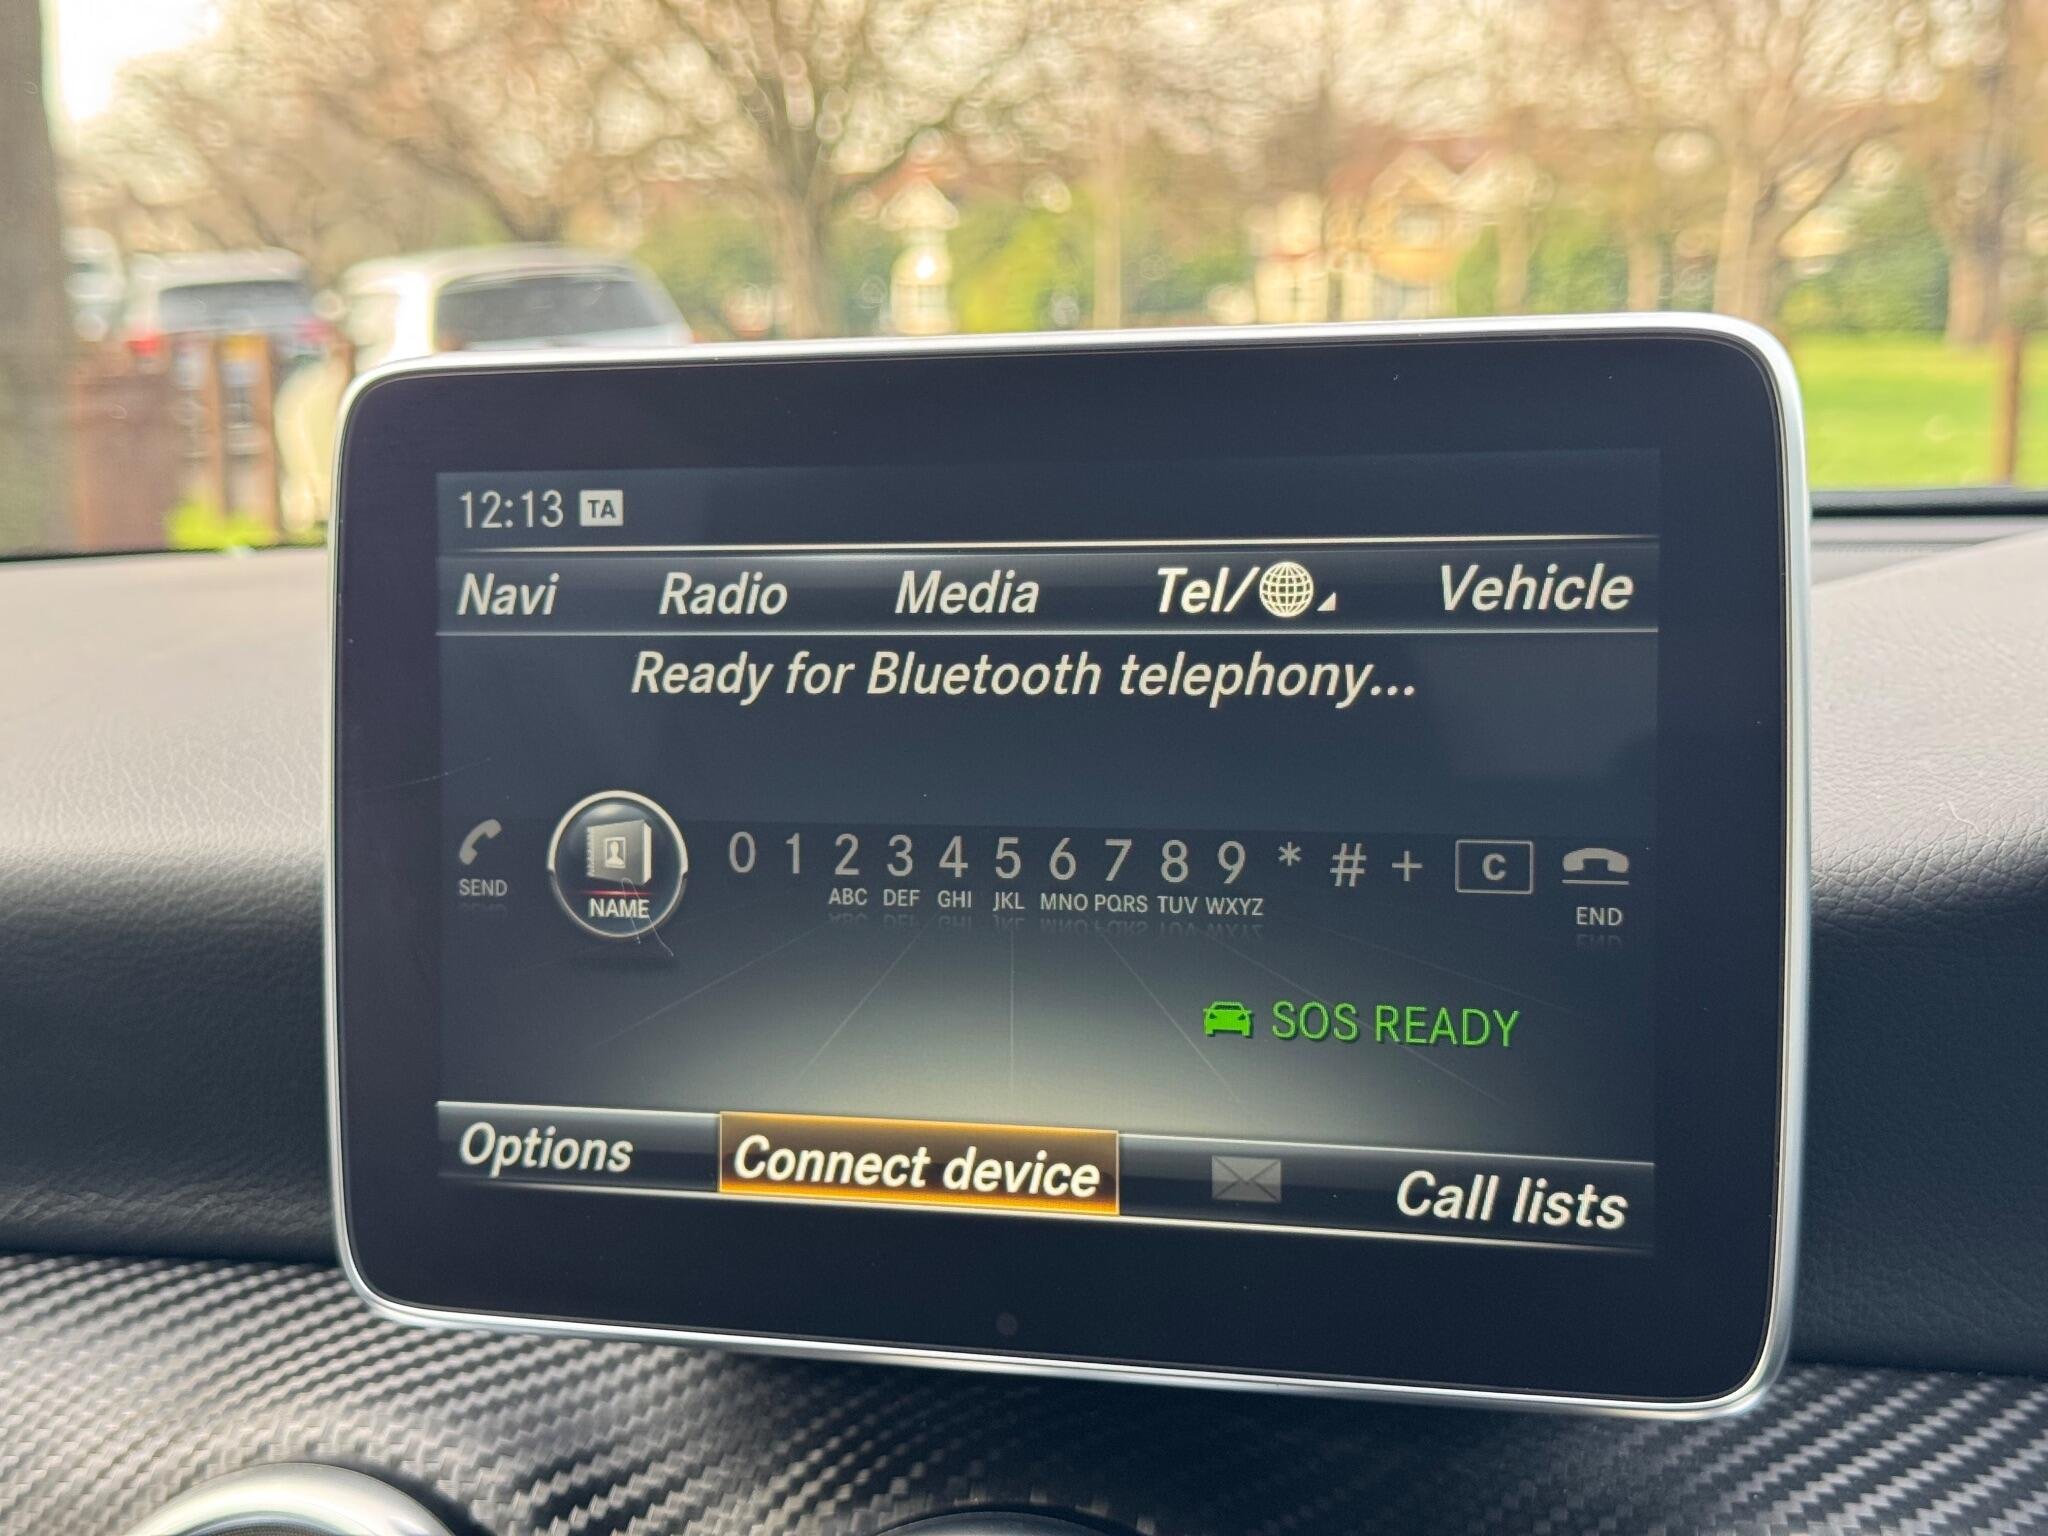 12:13 TA
Navi Radio Media Tel/ Vehicle
Ready for Bluetooth telephony...
0 1 2 3 4 5 6 7 8 9 * # + C
SEND NAME ABC DEF GHI JKL MNO PQRS TUV WXYZ END
SOS READY
Options Connect device Call lists